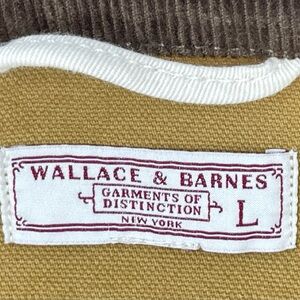 WALLACE & BARNES
GARMENTS OF
DISTINCTION
NEW YORK
L